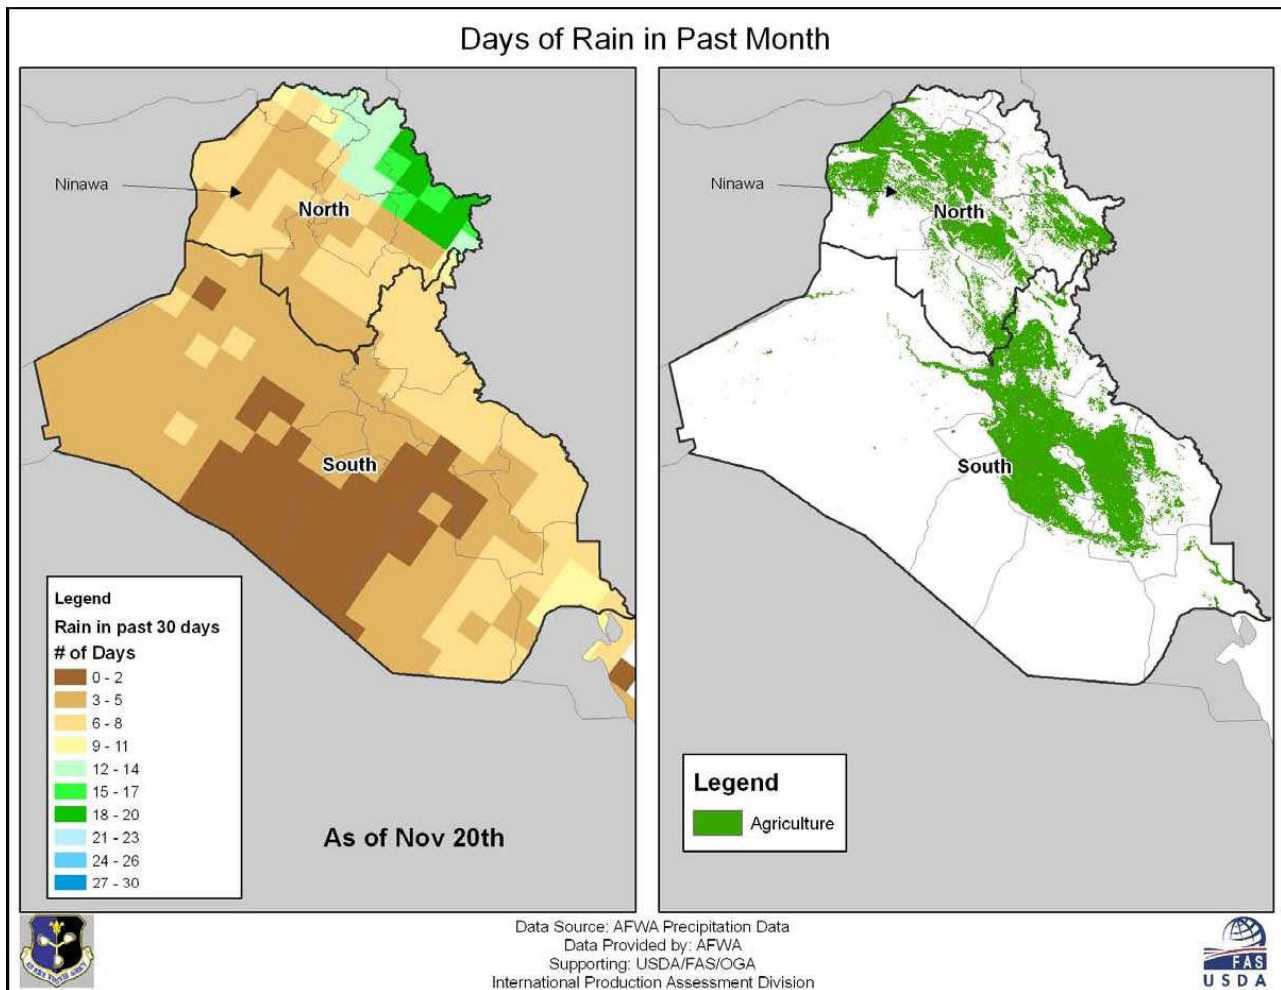 Days of Rain in Past Month
Ninawa
North
South
Legend
Rain in past 30 days
# of Days
0 - 2
3 - 5
6 - 8
9 - 11
12 - 14
15 - 17
18 - 20
21 - 23
24 - 26
27 - 30
As of Nov 20th
Ninawa
North
South
Legend
Agriculture
Data Source: AFWA Precipitation Data
Data Provided by: AFWA
Supporting: USDA/FAS/OGA
International Production Assessment Division
FAS
USDA